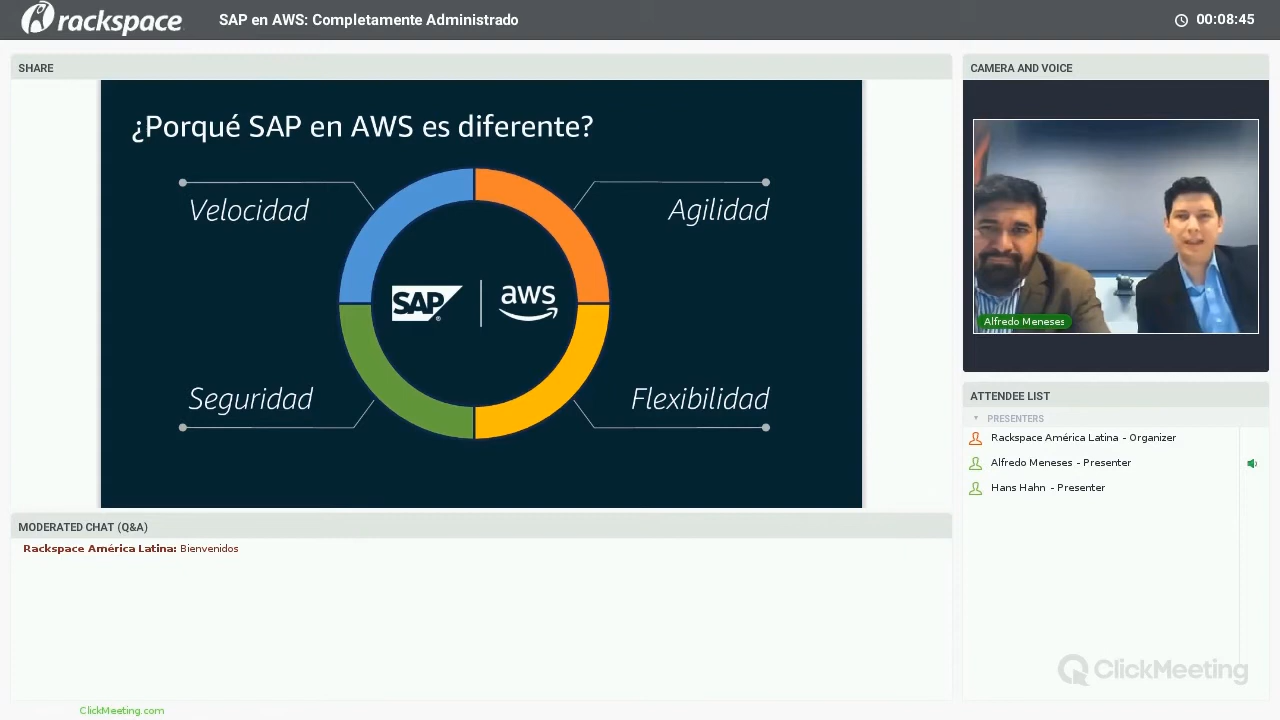 rackspace
SAP en AWS: Completamente Administrado
00:08:45
SHARE
¿Porqué SAP en AWS es diferente?
Velocidad
Agilidad
SAP
®
aws
Seguridad
Flexibilidad
CAMERA AND VOICE
Alfredo Meneses
ATTENDEE LIST
PRESENTERS
Rackspace América Latina - Organizer
Alfredo Meneses - Presenter
Hans Hahn - Presenter
MODERATED CHAT (Q&A)
Rackspace América Latina: Bienvenidos
ClickMeeting
ClickMeeting.com